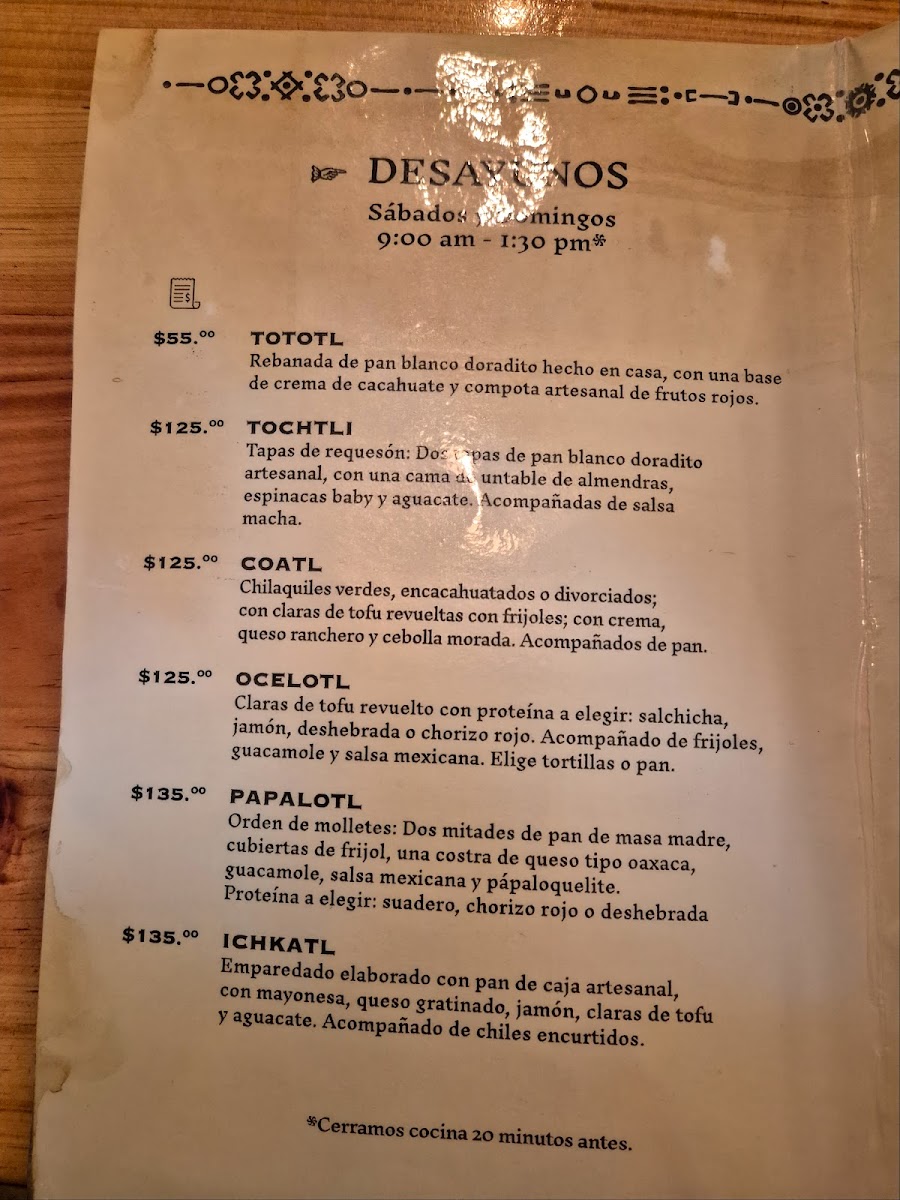 DESAYUNOS
Sábados y Domingos
9:00 am - 1:30 pm*
$
$55.⁰⁰ TOTOTL
Rebanada de pan blanco doradito hecho en casa, con una base
de crema de cacahuate y compota artesanal de frutos rojos.
$125.⁰⁰ TOCHTLI
Tapas de requesón: Dos tapas de pan blanco doradito
artesanal, con una cama de untable de almendras,
espinacas baby y aguacate. Acompañadas de salsa
macha.
$125.⁰⁰ COATL
Chilaquiles verdes, encacahuatados o divorciados;
con claras de tofu revueltas con frijoles; con crema,
queso ranchero y cebolla morada. Acompañados de pan.
$125.⁰⁰ OCELOTL
Claras de tofu revuelto con proteína a elegir: salchicha,
jamón, deshebrada o chorizo rojo. Acompañado de frijoles,
guacamole y salsa mexicana. Elige tortillas o pan.
$135.⁰⁰ PAPALOTL
Orden de molletes: Dos mitades de pan de masa madre,
cubiertas de frijol, una costra de queso tipo oaxaca,
guacamole, salsa mexicana y pápaloquelite.
Proteína a elegir: suadero, chorizo rojo o deshebrada
$135.⁰⁰ ICHKATL
Emparedado elaborado con pan de caja artesanal,
con mayonesa, queso gratinado, jamón, claras de tofu
y aguacate. Acompañado de chiles encurtidos.
*Cerramos cocina 20 minutos antes.